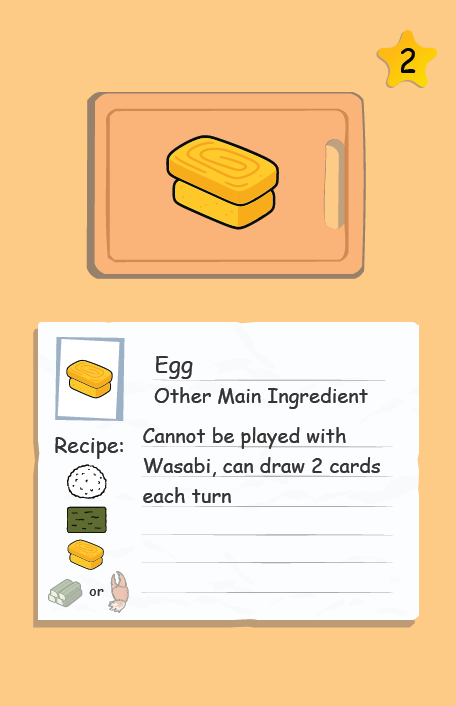 2
Egg
Other Main Ingredient
Recipe:
Cannot be played with
Wasabi, can draw 2 cards
each turn
or